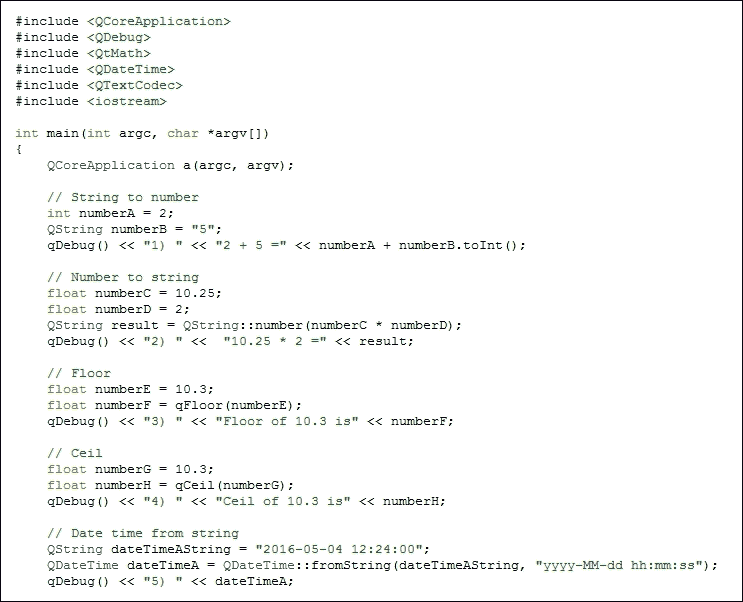 #include <QCoreApplication>
#include <QDebug>
#include <QtMath>
#include <QDateTime>
#include <QTextCodec>
#include <iostream>

int main(int argc, char *argv[])
{
    QCoreApplication a(argc, argv);

    // String to number
    int numberA = 2;
    QString numberB = "5";
    qDebug() << "1) " << "2 + 5 =" << numberA + numberB.toInt();

    // Number to string
    float numberC = 10.25;
    float numberD = 2;
    QString result = QString::number(numberC * numberD);
    qDebug() << "2) " <<  "10.25 * 2 =" << result;

    // Floor
    float numberE = 10.3;
    float numberF = qFloor(numberE);
    qDebug() << "3) " << "Floor of 10.3 is" << numberF;

    // Ceil
    float numberG = 10.3;
    float numberH = qCeil(numberG);
    qDebug() << "4) " << "Ceil of 10.3 is" << numberH;

    // Date time from string
    QString dateTimeAString = "2016-05-04 12:24:00";
    QDateTime dateTimeA = QDateTime::fromString(dateTimeAString, "yyyy-MM-dd hh:mm:ss");
    qDebug() << "5) " << dateTimeA;